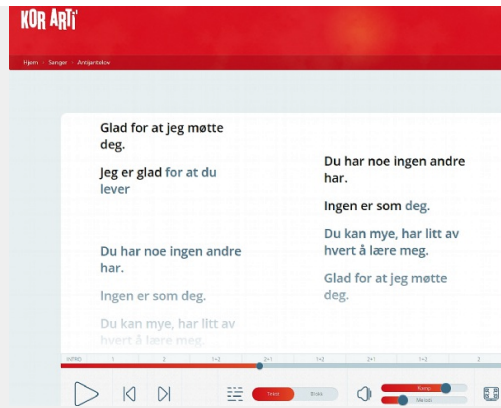 KOR ARTi'
Hjem Sanger Antijanteloven
Glad for at jeg møtte
deg.
Jeg er glad for at du
lever
Du har noe ingen andre
har.
Ingen er som deg.
Du kan mye, har litt av
hvert å lære meg.
Du har noe ingen andre
har.
Ingen er som deg.
Du kan mye, har litt av
hvert å lære meg.
Glad for at jeg møtte
deg.
INTRO 1 2 1+2 2+1 1+2 2+1 1+2 2
Tekst
Komp
Melodi